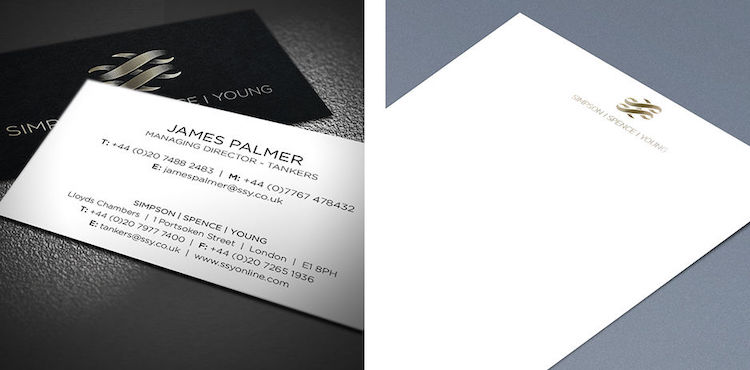 SIMPSON | SPENCE | YOUNG
JAMES PALMER
MANAGING DIRECTOR - TANKERS
T: +44 (0)20 7488 2483 | M: +44 (0)7767 478432
E: jamespalmer@ssy.co.uk
SIMPSON | SPENCE | YOUNG
Lloyds Chambers | 1 Portsoken Street | London | E1 8PH
T: +44 (0)20 7977 7400 | F: +44 (0)20 7265 1936
E: tankers@ssy.co.uk | www.ssyonline.com
SIMPSON | SPENCE | YOUNG